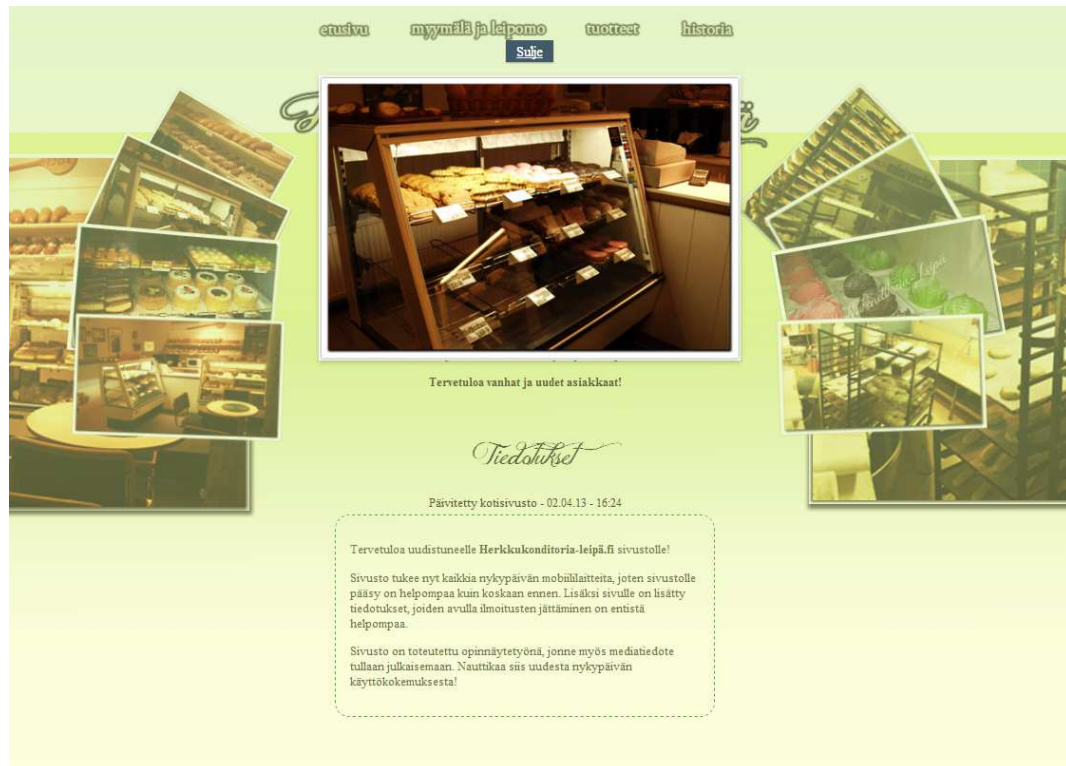 etusivu myymälä ja leipomo tuotteet historia
Sulje
Tervetuloa vanhat ja uudet asiakkaat!
Tiedotukset
Päivitetty kotisivusto - 02.04.13 - 16:24
Tervetuloa uudistuneelle Herkkukonditoria-leipä.fi sivustolle!
Sivusto tukee nyt kaikkia nykypäivän mobiililaitteita, joten sivustolle
pääsy on helpompaa kuin koskaan ennen. Lisäksi sivulle on lisätty
tiedotukset, joiden avulla ilmoitusten jättäminen on entistä
helpompaa.
Sivusto on toteutettu opinnäytetyönä, jonne myös mediatiedote
tullaan julkaisemaan. Nauttikaa siis uudesta nykypäivän
käyttökokemuksesta!